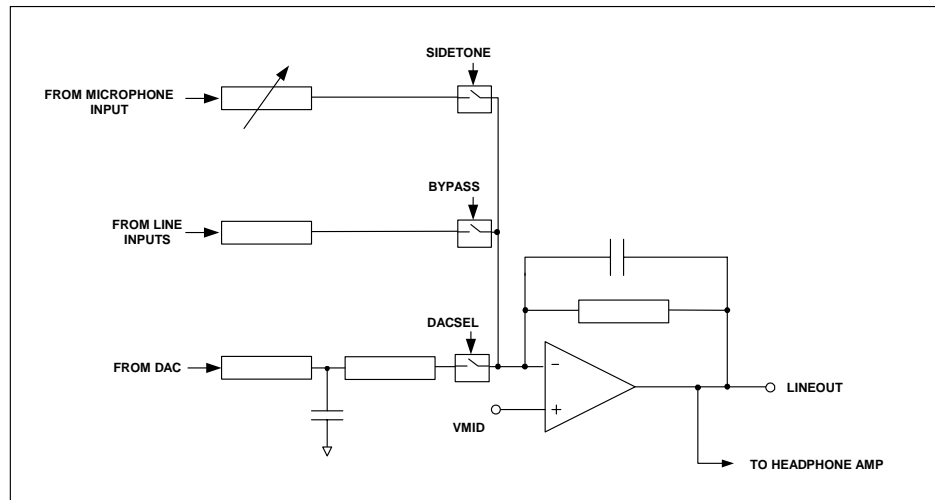 SIDETONE
FROM MICROPHONE
INPUT
BYPASS
FROM LINE
INPUTS
DACSEL
FROM DAC
−
+
VMID
LINEOUT
TO HEADPHONE AMP